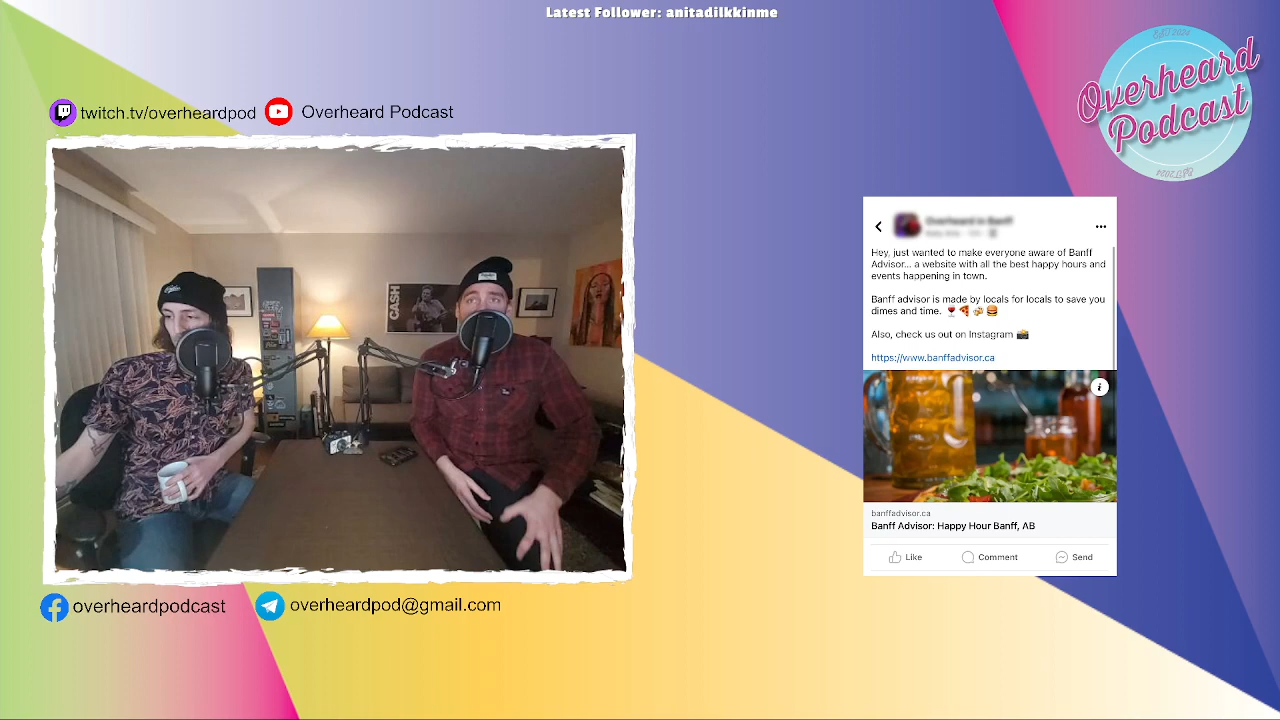 Latest Follower: anitadilkkinme
Overheard
Podcast
twitch.tv/overheardpod
Overheard Podcast
Overheard in Banff
Hey, just wanted to make everyone aware of Banff
Advisor... a website with all the best happy hours and
events happening in town.
Banff advisor is made by locals for locals to save you
dimes and time. 🍷🍕🍻🍔
Also, check us out on Instagram 📸
https://www.banffadvisor.ca
CASH
banffadvisor.ca
Banff Advisor: Happy Hour Banff, AB
Like
Comment
Send
overheardpodcast
overheardpod@gmail.com